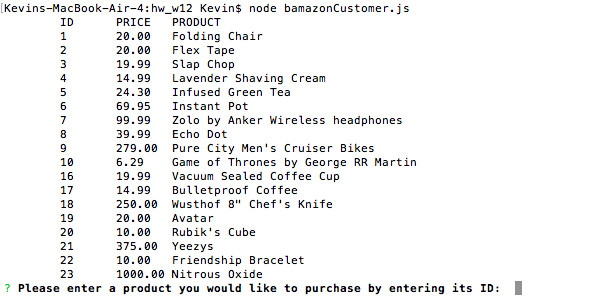 [Kevins-MacBook-Air-4:hw_w12 Kevin$ node bamazonCustomer.js
ID PRICE PRODUCT
1 20.00 Folding Chair
2 20.00 Flex Tape
3 19.99 Slap Chop
4 14.99 Lavender Shaving Cream
5 24.30 Infused Green Tea
6 69.95 Instant Pot
7 99.99 Zolo by Anker Wireless headphones
8 39.99 Echo Dot
9 279.00 Pure City Men's Cruiser Bikes
10 6.29 Game of Thrones by George RR Martin
16 19.99 Vacuum Sealed Coffee Cup
17 14.99 Bulletproof Coffee
18 250.00 Wusthof 8" Chef's Knife
19 20.00 Avatar
20 10.00 Rubik's Cube
21 375.00 Yeezys
22 10.00 Friendship Bracelet
23 1000.00 Nitrous Oxide
? Please enter a product you would like to purchase by entering its ID: